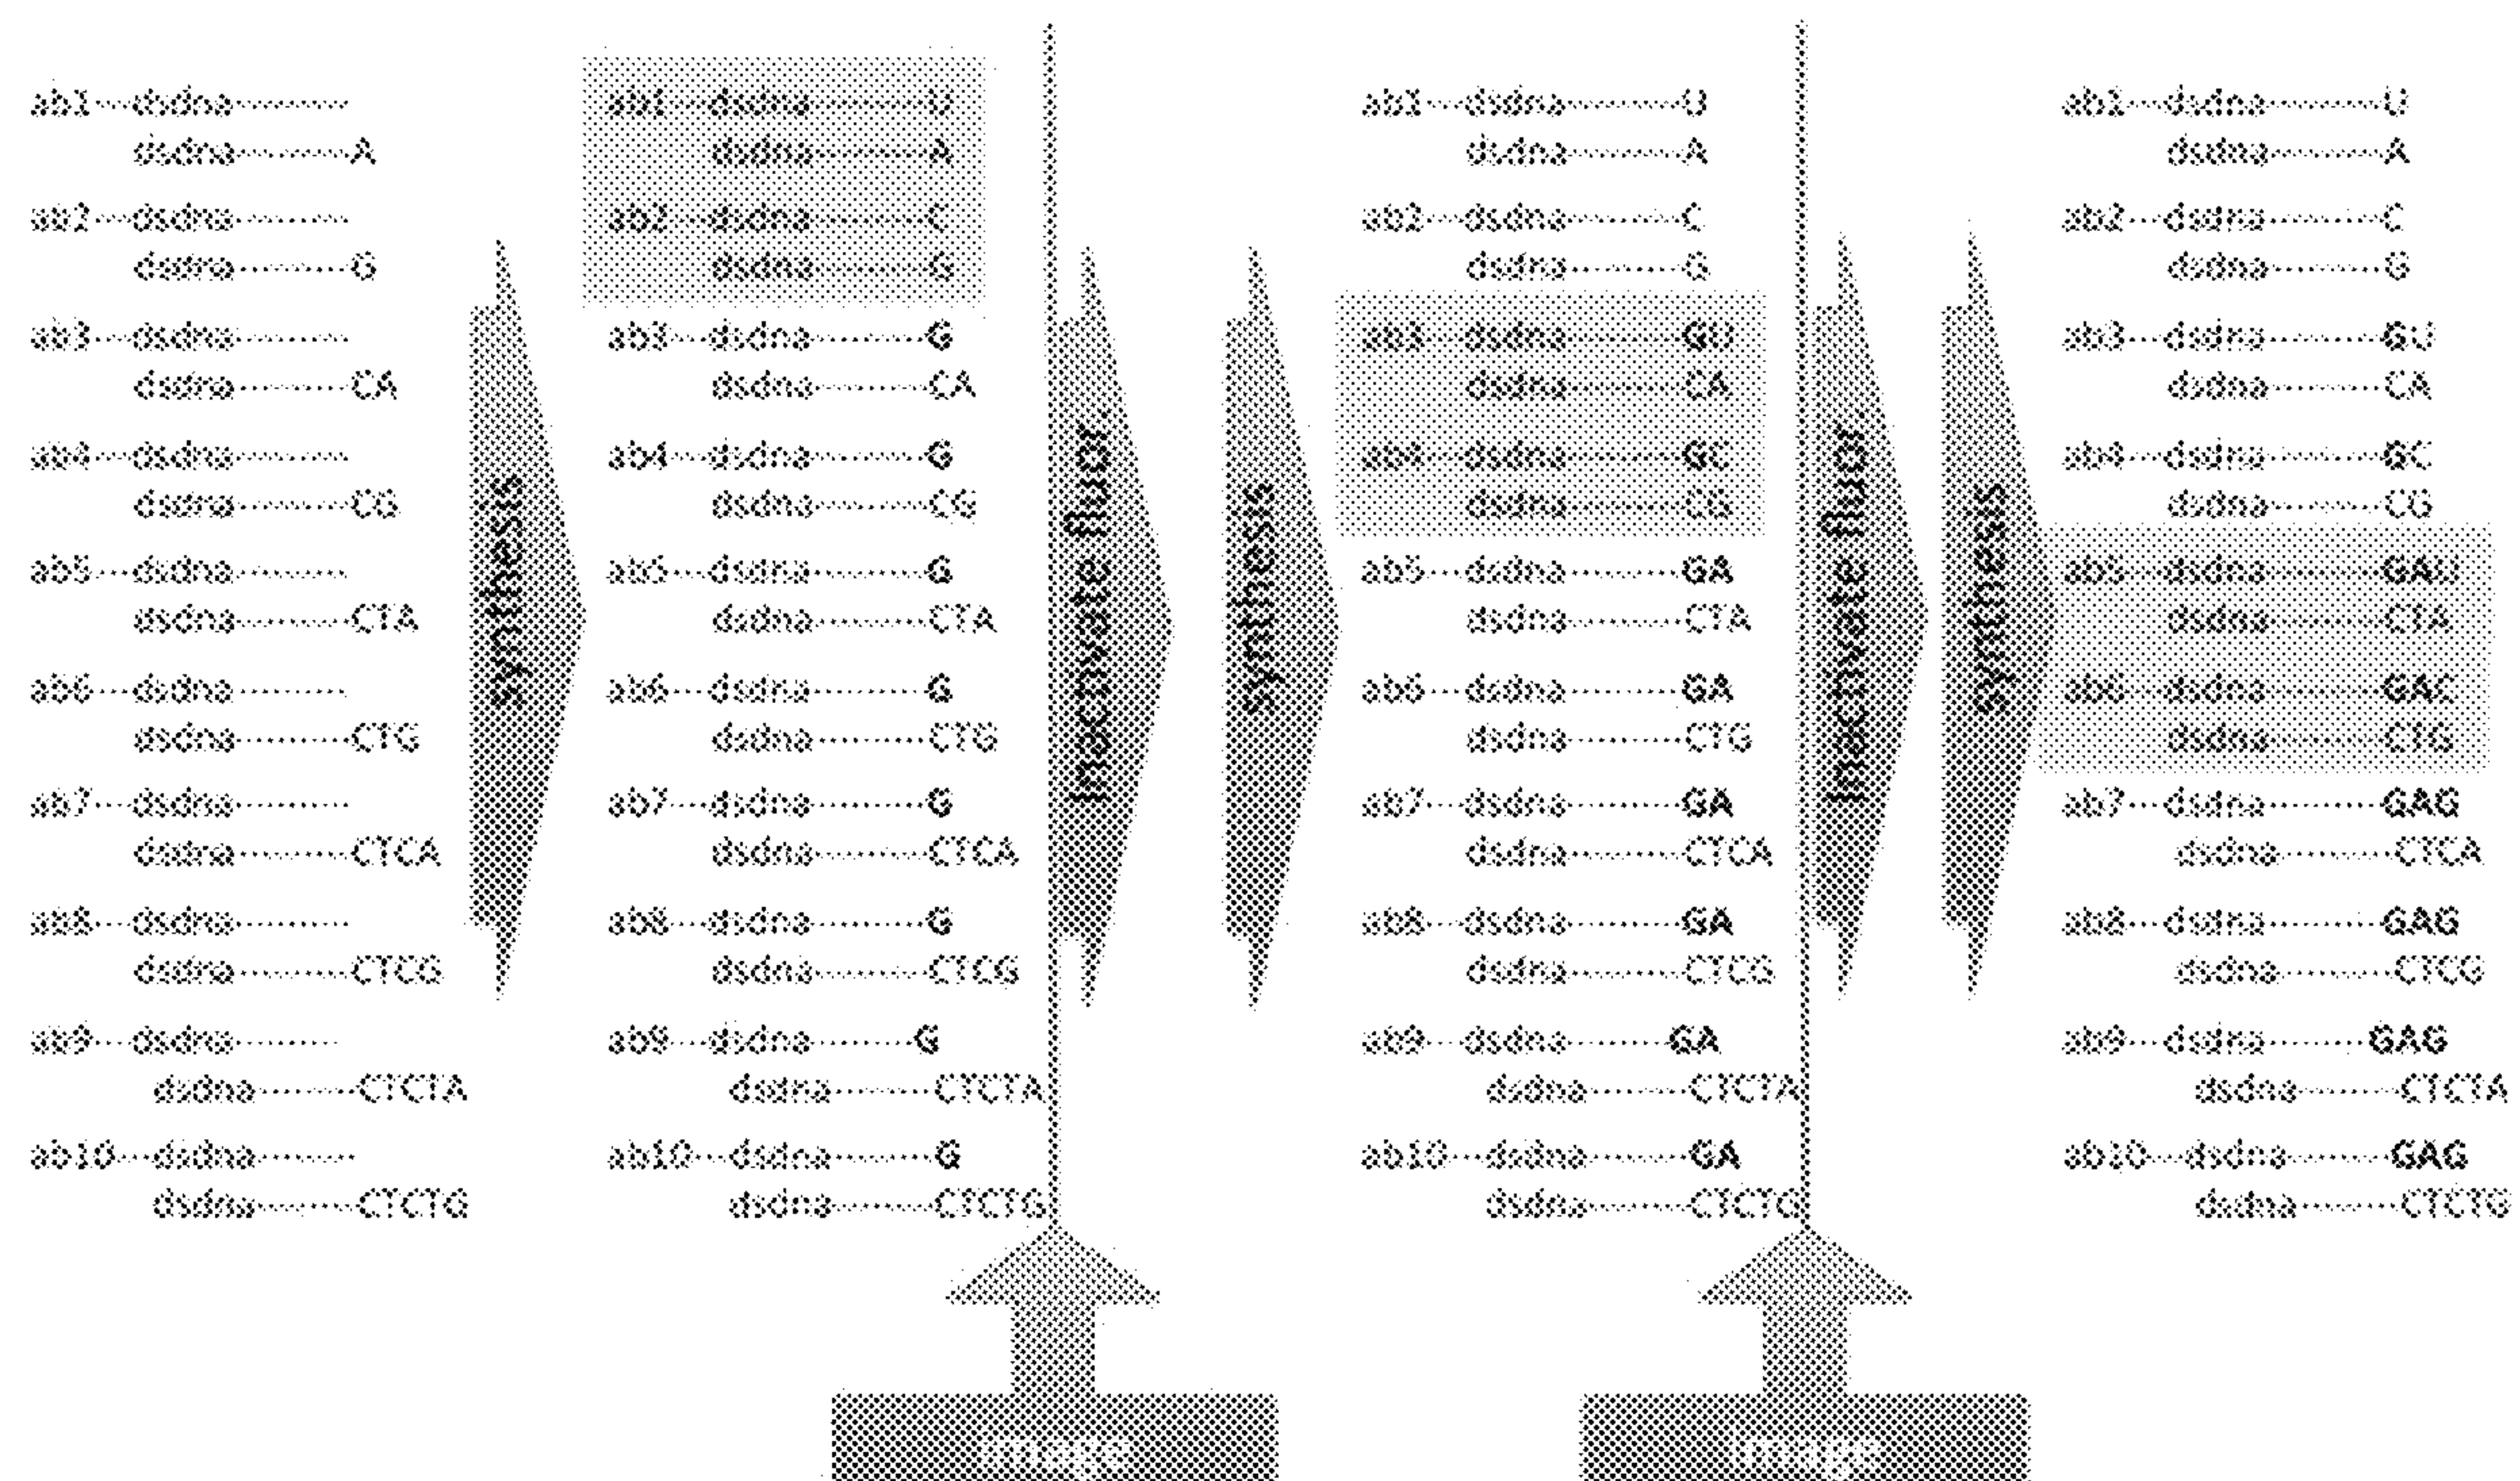 ab1---dsdna---------
dsdna---------A
ab2---dsdna---------
dsdna---------G
ab3---dsdna---------
dsdna---------CA
ab4---dsdna---------
dsdna---------CG
ab5---dsdna---------
dsdna---------CTA
ab6---dsdna---------
dsdna---------CTG
ab7---dsdna---------
dsdna---------CTCA
ab8---dsdna---------
dsdna---------CTCG
ab9---dsdna--------
dsdna--------CTCTA
ab10---dsdna--------
dsdna--------CTCTG
synthesis
ab1---dsdna---------U
dsdna---------A
ab2---dsdna---------C
dsdna---------G
ab3---dsdna---------G
dsdna---------CA
ab4---dsdna---------G
dsdna---------CG
ab5---dsdna---------G
dsdna---------CTA
ab6---dsdna---------G
dsdna---------CTG
ab7---dsdna---------G
dsdna---------CTCA
ab8---dsdna---------G
dsdna---------CTCG
ab9---dsdna--------G
dsdna--------CTCTA
ab10---dsdna--------G
dsdna--------CTCTG
Inactivate fluor
synthesis
ab1---dsdna---------U
dsdna---------A
ab2---dsdna---------C
dsdna---------G
ab3---dsdna---------GU
dsdna---------CA
ab4---dsdna---------GC
dsdna---------CG
ab5---dsdna---------GA
dsdna---------CTA
ab6---dsdna---------GA
dsdna---------CTG
ab7---dsdna---------GA
dsdna---------CTCA
ab8---dsdna---------GA
dsdna---------CTCG
ab9---dsdna--------GA
dsdna--------CTCTA
ab10---dsdna--------GA
dsdna--------CTCTG
Inactivate fluor
synthesis
ab1---dsdna---------U
dsdna---------A
ab2---dsdna---------C
dsdna---------G
ab3---dsdna---------GU
dsdna---------CA
ab4---dsdna---------GC
dsdna---------CG
ab5---dsdna---------GAU
dsdna---------CTA
ab6---dsdna---------GAC
dsdna---------CTG
ab7---dsdna---------GAG
dsdna---------CTCA
ab8---dsdna---------GAG
dsdna---------CTCG
ab9---dsdna--------GAG
dsdna--------CTCTA
ab10---dsdna--------GAG
dsdna--------CTCTG
Image
Image